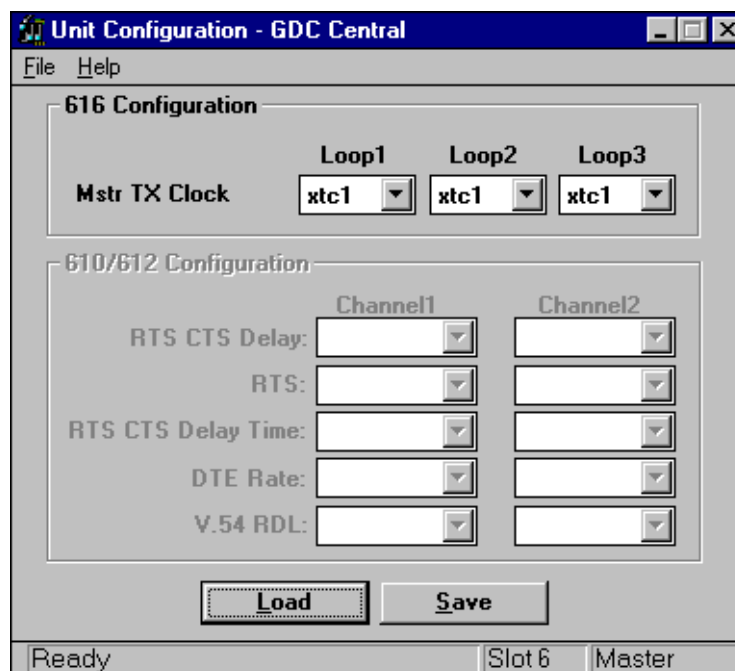 Unit Configuration - GDC Central
File Help
616 Configuration
Loop1 Loop2 Loop3
Mstr TX Clock xtc1 xtc1 xtc1
610/612 Configuration
Channel1 Channel2
RTS CTS Delay:
RTS:
RTS CTS Delay Time:
DTE Rate:
V.54 RDL:
Load Save
Ready Slot 6 Master